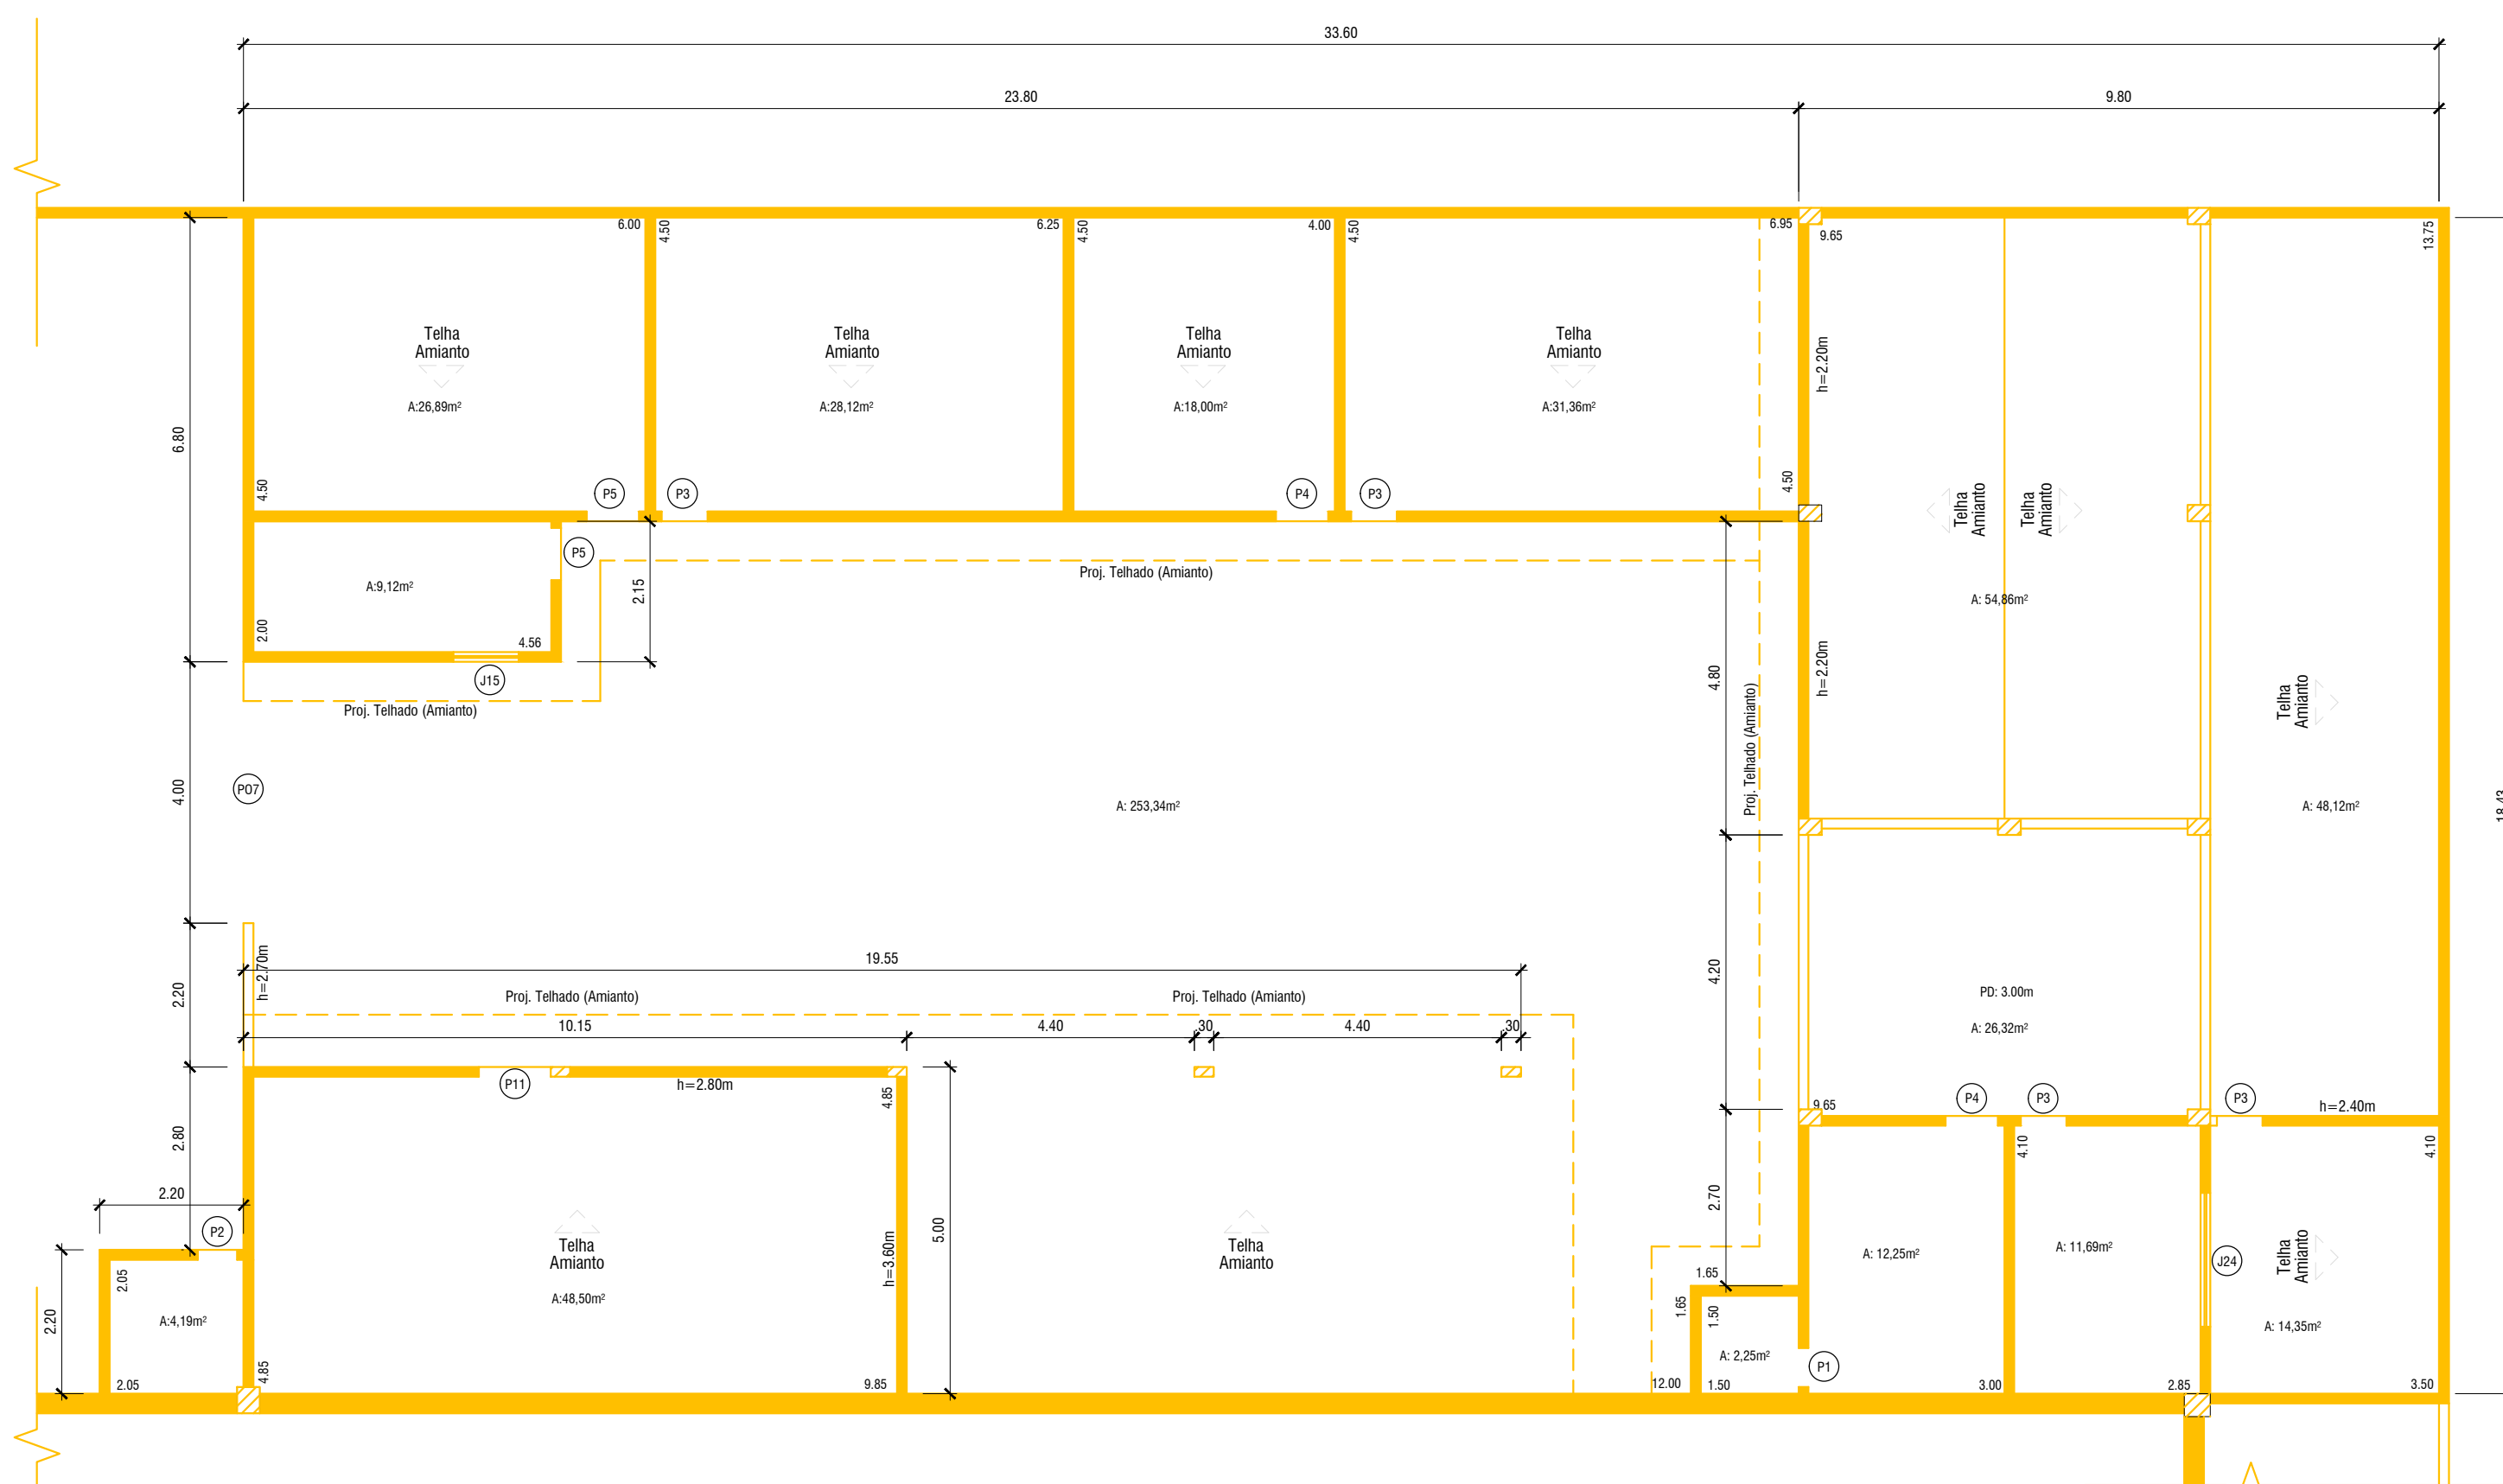 33.60
23.80
9.80
6.00
4.50
6.25
4.50
4.00
4.50
6.95
9.65
13.75
Telha
Amianto
A:26,89m²
Telha
Amianto
A:28,12m²
Telha
Amianto
A:18,00m²
Telha
Amianto
A:31,36m²
h=2.20m
6.80
4.50
P5
P3
P4
P3
4.50
Telha
Amianto
Telha
Amianto
P5
Proj. Telhado (Amianto)
A:9,12m²
2.15
A: 54,86m²
2.00
4.56
J15
4.80
h=2.20m
Proj. Telhado (Amianto)
Proj. Telhado (Amianto)
Telha
Amianto
4.00
PO7
A: 253,34m²
A: 48,12m²
18.43
h=2.70m
19.55
2.20
Proj. Telhado (Amianto)
Proj. Telhado (Amianto)
4.20
PD: 3.00m
A: 26,32m²
10.15
4.40
.30
4.40
.30
P11
h=2.80m
4.85
9.65
P4
P3
P3
h=2.40m
2.80
4.10
4.10
2.20
P2
2.70
5.00
h=3.60m
Telha
Amianto
A:48,50m²
Telha
Amianto
A: 12,25m²
A: 11,69m²
J24
Telha
Amianto
2.05
2.20
A:4,19m²
1.65
1.65
1.50
A: 14,35m²
A: 2,25m²
P1
4.85
2.05
9.85
12.00
1.50
3.00
2.85
3.50